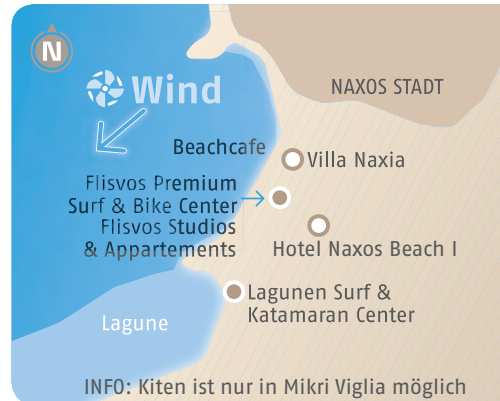 N
Wind
NAXOS STADT
Beachcafe
Villa Naxia
Flisvos Premium
Surf & Bike Center
Flisvos Studios
& Appartements
Hotel Naxos Beach I
Lagunen Surf &
Katamaran Center
Lagune
INFO: Kiten ist nur in Mikri Viglia möglich